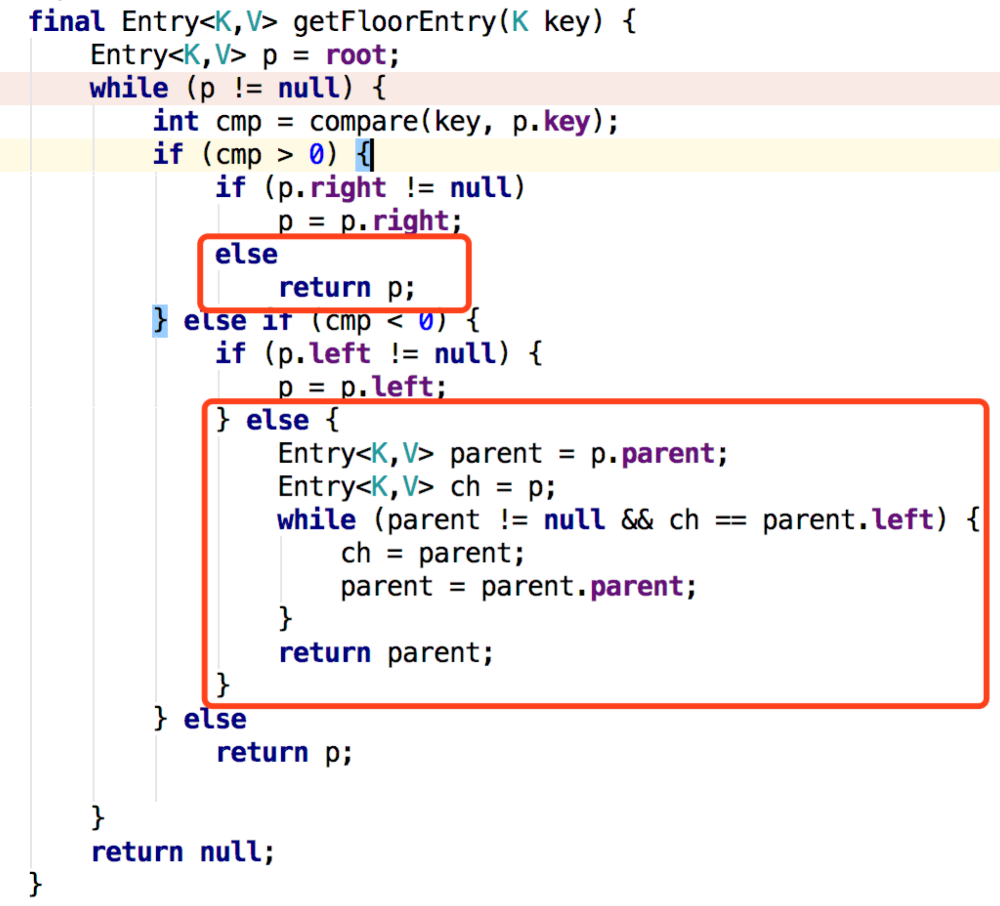 final Entry<K,V> getFloorEntry(K key) {
Entry<K,V> p = root;
while (p != null) {
int cmp = compare(key, p.key);
if (cmp > 0) {
if (p.right != null)
p = p.right;
else
return p;
} else if (cmp < 0) {
if (p.left != null) {
p = p.left;
} else {
Entry<K,V> parent = p.parent;
Entry<K,V> ch = p;
while (parent != null && ch == parent.left) {
ch = parent;
parent = parent.parent;
}
return parent;
}
} else
return p;
}
return null;
}